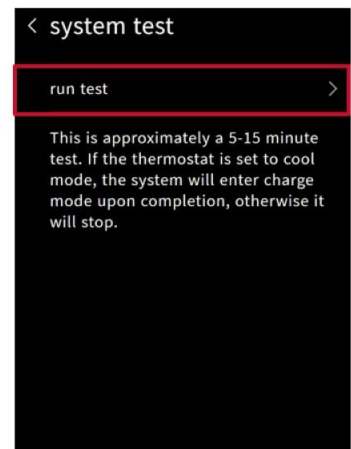 < system test
run test >
This is approximately a 5-15 minute
test. If the thermostat is set to cool
mode, the system will enter charge
mode upon completion, otherwise it
will stop.